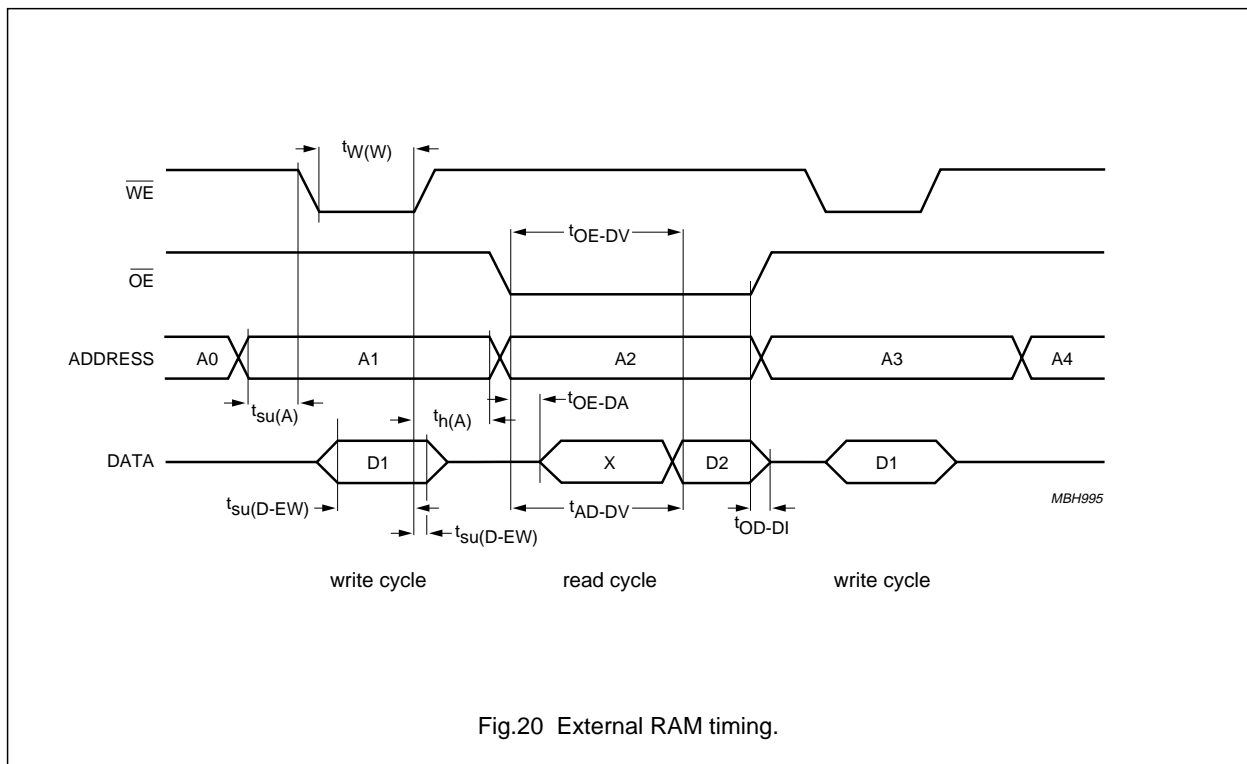 tW(W)
WE
tOE-DV
OE
ADDRESS A0 A1 A2 A3 A4
tsu(A) th(A) tOE-DA
DATA D1 X D2 D1
MBH995
tsu(D-EW) tAD-DV tOD-DI
tsu(D-EW)
write cycle read cycle write cycle
Fig.20 External RAM timing.